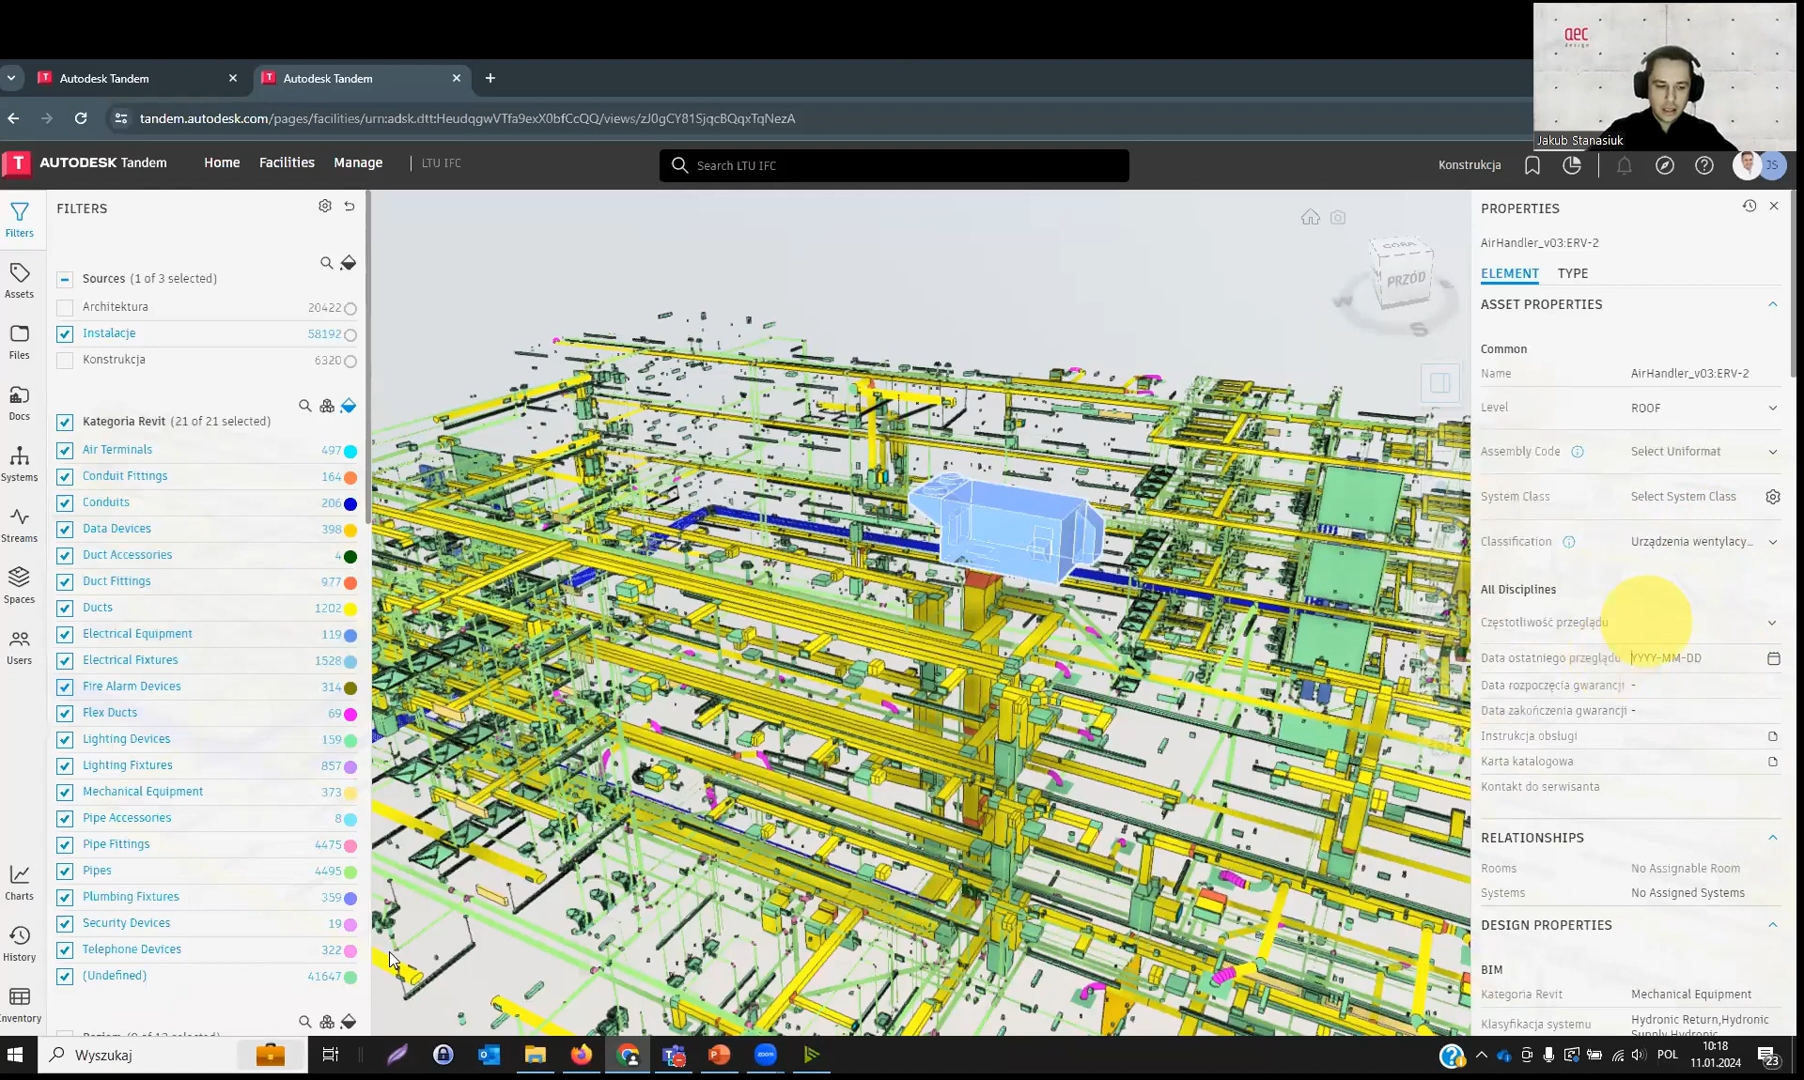 aec
design
Jakub Stanasiuk
Autodesk Tandem
Autodesk Tandem
tandem.autodesk.com/pages/facilities/urn:adsk.dtt:HeudqgwVTfa9exX0bfCcQQ/views/zJ0gCY81SjqcBQqxTqNezA
T AUTODESK Tandem
Home
Facilities
Manage
LTU IFC
Search LTU IFC
Konstrukcja
JS
Filters
Assets
Files
Docs
Systems
Streams
Spaces
Users
Charts
History
Inventory
FILTERS
Sources (1 of 3 selected)
Architektura 20422
Instalacje 58192
Konstrukcja 6320
Kategoria Revit (21 of 21 selected)
Air Terminals 497
Conduit Fittings 164
Conduits 206
Data Devices 398
Duct Accessories 4
Duct Fittings 977
Ducts 1202
Electrical Equipment 119
Electrical Fixtures 1528
Fire Alarm Devices 314
Flex Ducts 69
Lighting Devices 159
Lighting Fixtures 857
Mechanical Equipment 373
Pipe Accessories 8
Pipe Fittings 4475
Pipes 4495
Plumbing Fixtures 359
Security Devices 19
Telephone Devices 322
(Undefined) 41647
GÓRA
PRZÓD
W
S
PROPERTIES
AirHandler_v03:ERV-2
ELEMENT
TYPE
ASSET PROPERTIES
Common
Name AirHandler_v03:ERV-2
Level ROOF
Assembly Code Select Uniformat
System Class Select System Class
Classification Urządzenia wentylacy...
All Disciplines
Częstotliwość przeglądu
Data ostatniego przeglądu YYYY-MM-DD
Data rozpoczęcia gwarancji -
Data zakończenia gwarancji -
Instrukcja obsługi
Karta katalogowa
Kontakt do serwisanta
RELATIONSHIPS
Rooms No Assignable Room
Systems No Assigned Systems
DESIGN PROPERTIES
BIM
Kategoria Revit Mechanical Equipment
Klasyfikacja systemu Hydronic Return,Hydronic
Supply,Hydronic
Wyszukaj
POL
10:18
11.01.2024
23